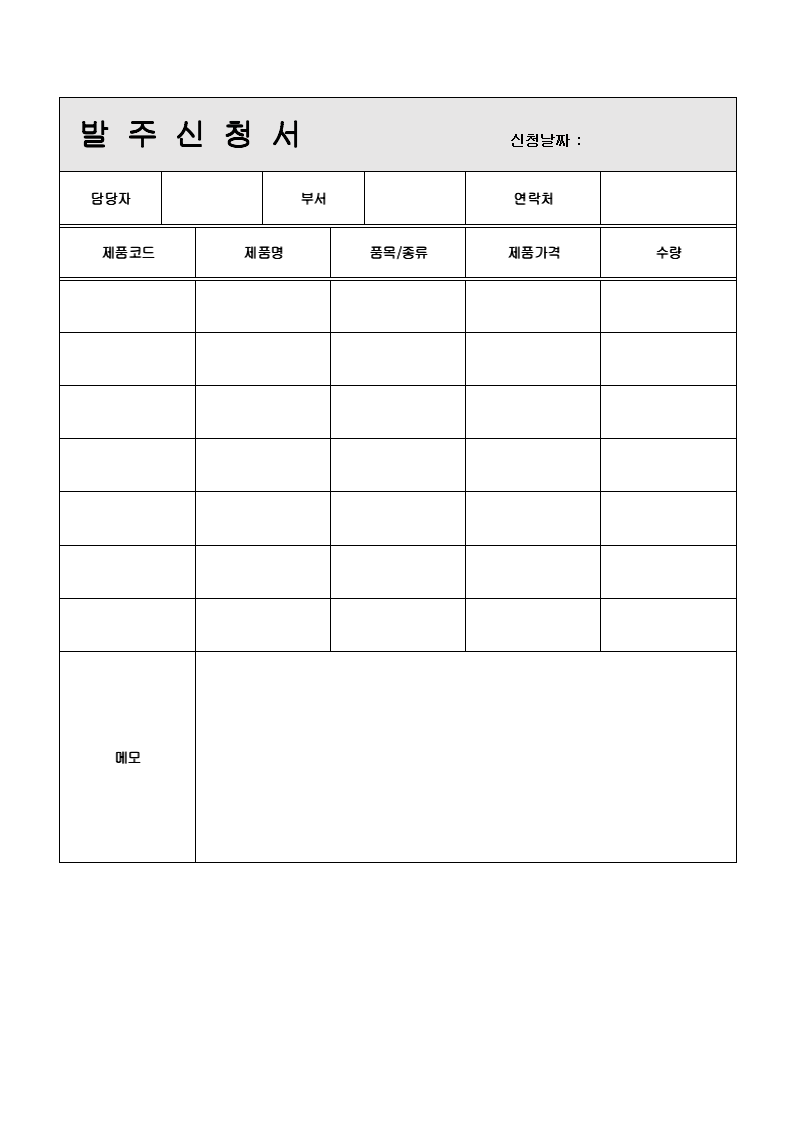 발 주 신 청 서 신청날짜 :
담당자 부서 연락처
제품코드 제품명 품목/종류 제품가격 수량
메모